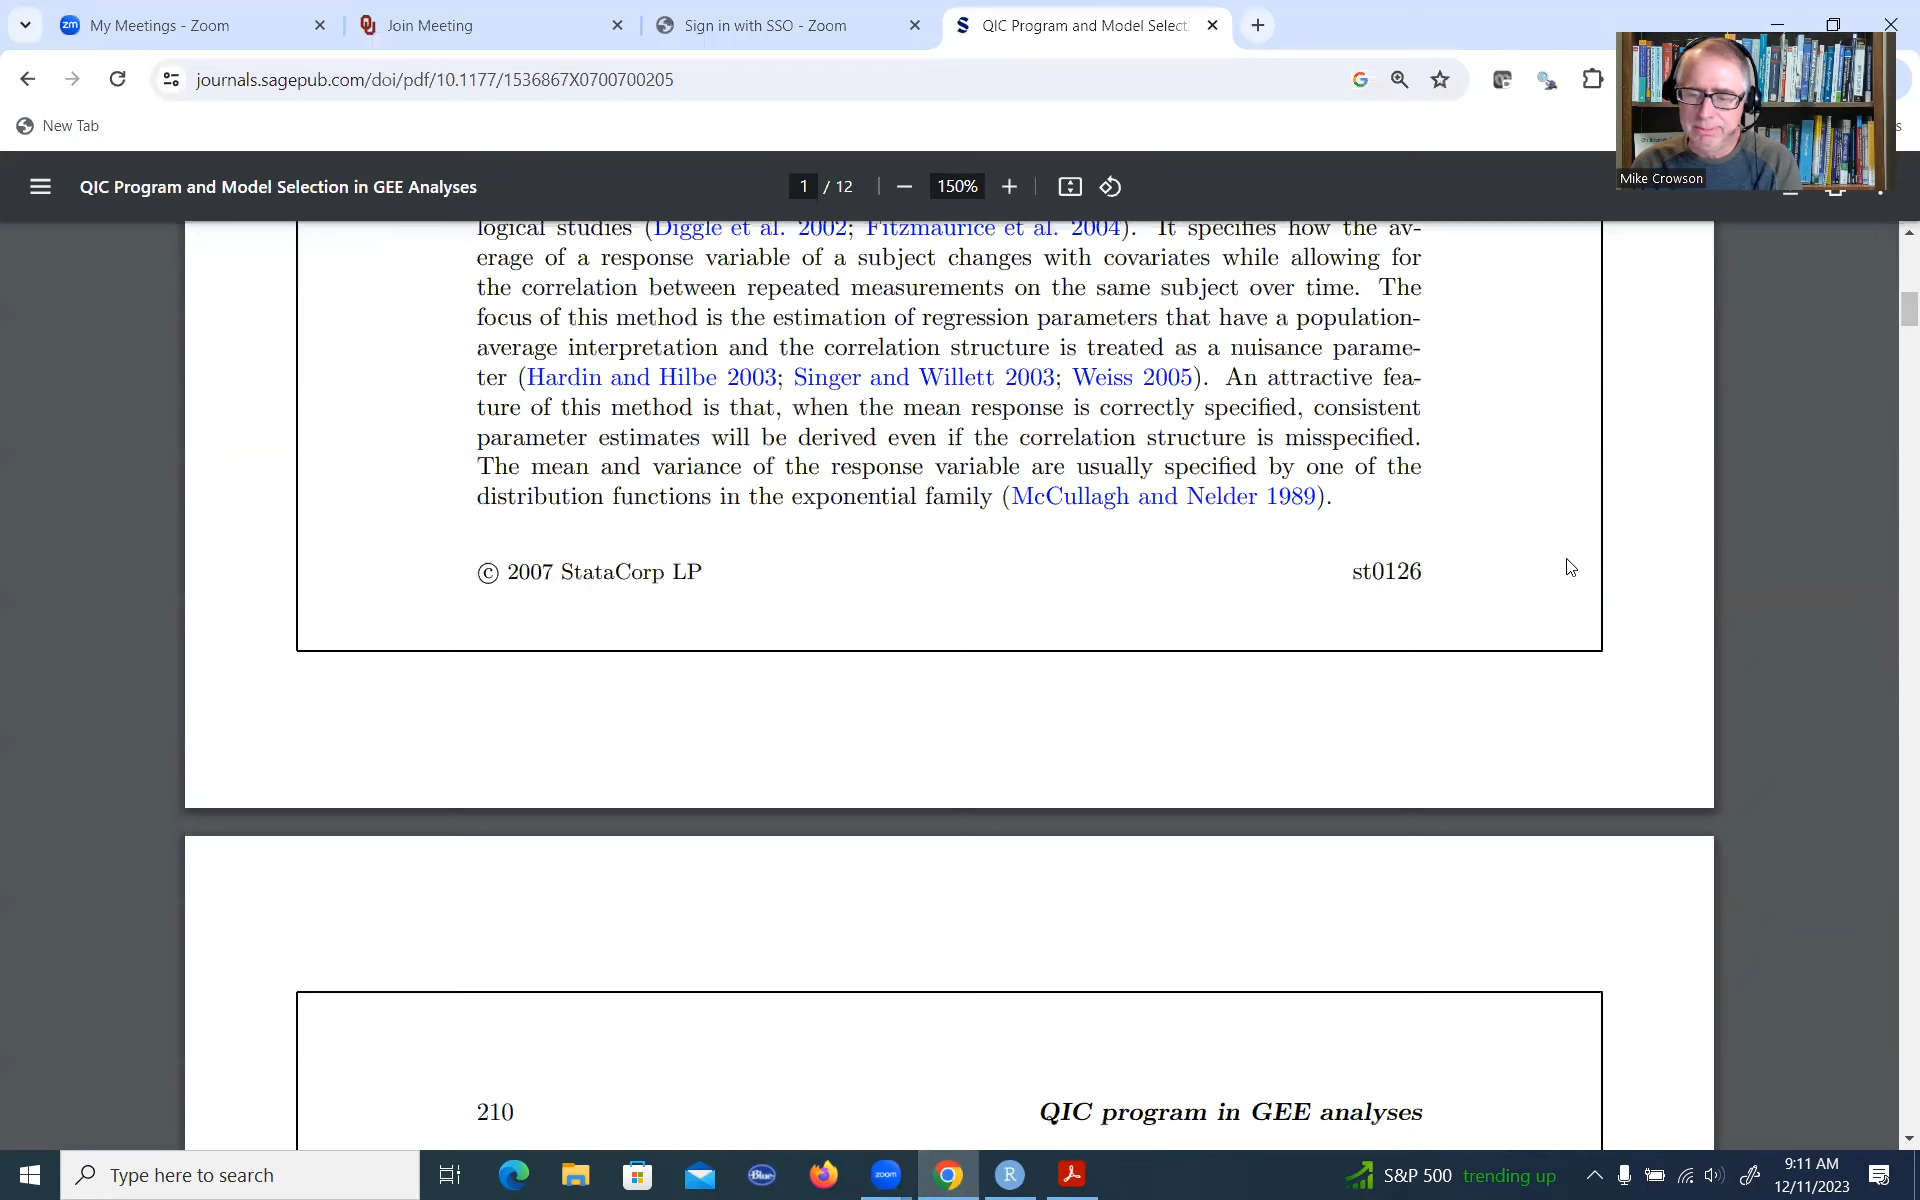 My Meetings - Zoom
Join Meeting
Sign in with SSO - Zoom
QIC Program and Model Select
journals.sagepub.com/doi/pdf/10.1177/1536867X0700700205
New Tab
Mike Crowson
QIC Program and Model Selection in GEE Analyses
1 / 12
150%
logical studies (Diggle et al. 2002; Fitzmaurice et al. 2004). It specifies how the av-
erage of a response variable of a subject changes with covariates while allowing for
the correlation between repeated measurements on the same subject over time. The
focus of this method is the estimation of regression parameters that have a population-
average interpretation and the correlation structure is treated as a nuisance parame-
ter (Hardin and Hilbe 2003; Singer and Willett 2003; Weiss 2005). An attractive fea-
ture of this method is that, when the mean response is correctly specified, consistent
parameter estimates will be derived even if the correlation structure is misspecified.
The mean and variance of the response variable are usually specified by one of the
distribution functions in the exponential family (McCullagh and Nelder 1989).
© 2007 StataCorp LP
st0126
210
QIC program in GEE analyses
Type here to search
S&P 500 trending up
9:11 AM
12/11/2023